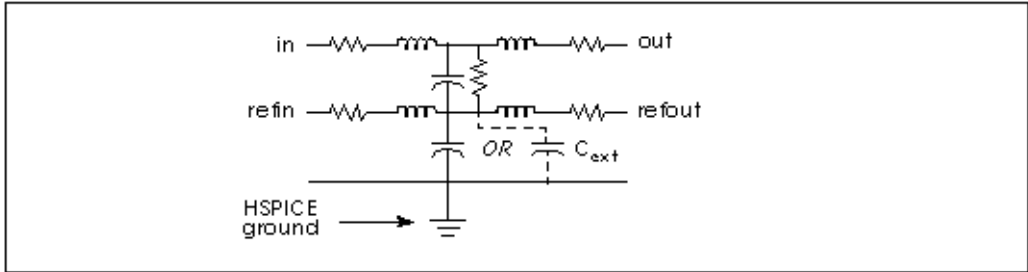 in out
refin refout
OR C_ext
HSPICE
ground